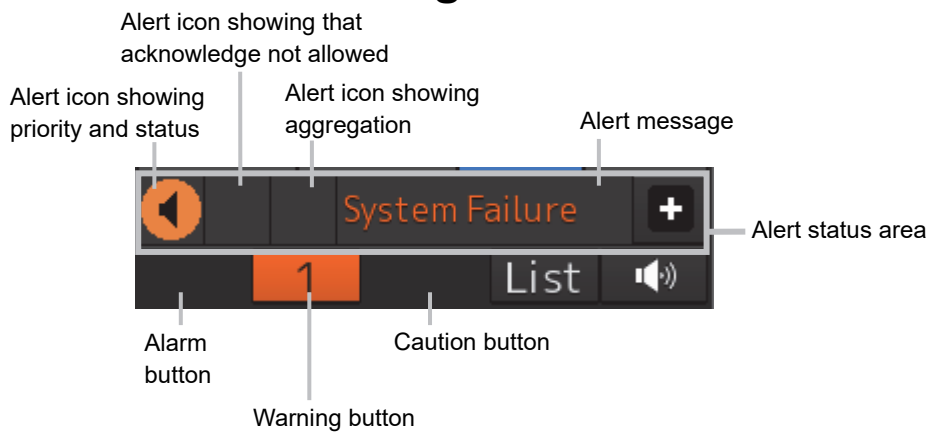 Alert icon showing that
acknowledge not allowed
Alert icon showing
priority and status
Alert icon showing
aggregation
Alert message
System Failure
Alert status area
1
List
Alarm
button
Caution button
Warning button